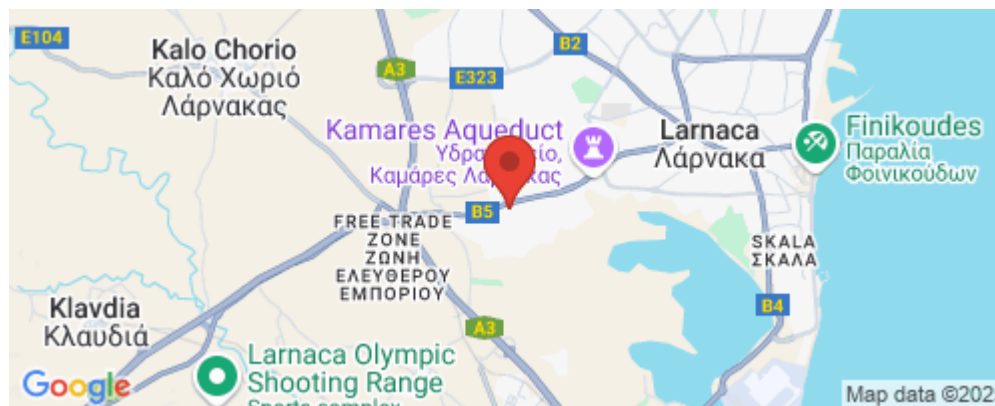 E104
Kalo Chorio
Καλό Χωριό
Λάρνακας
A3
B2
E323
Kamares Aqueduct
Καμάρες
Larnaca
Λάρνακα
Finikoudes
Παραλία
Φοινικούδων
B5
FREE TRADE
ZONE
ΖΩΝΗ
ΕΛΕΥΘΕΡΟΥ
ΕΜΠΟΡΙΟΥ
SKALA
ΣΚΑΛΑ
B4
Klavdia
Κλαυδιά
A3
Larnaca Olympic
Shooting Range
Sports complex
Google
Map data ©202